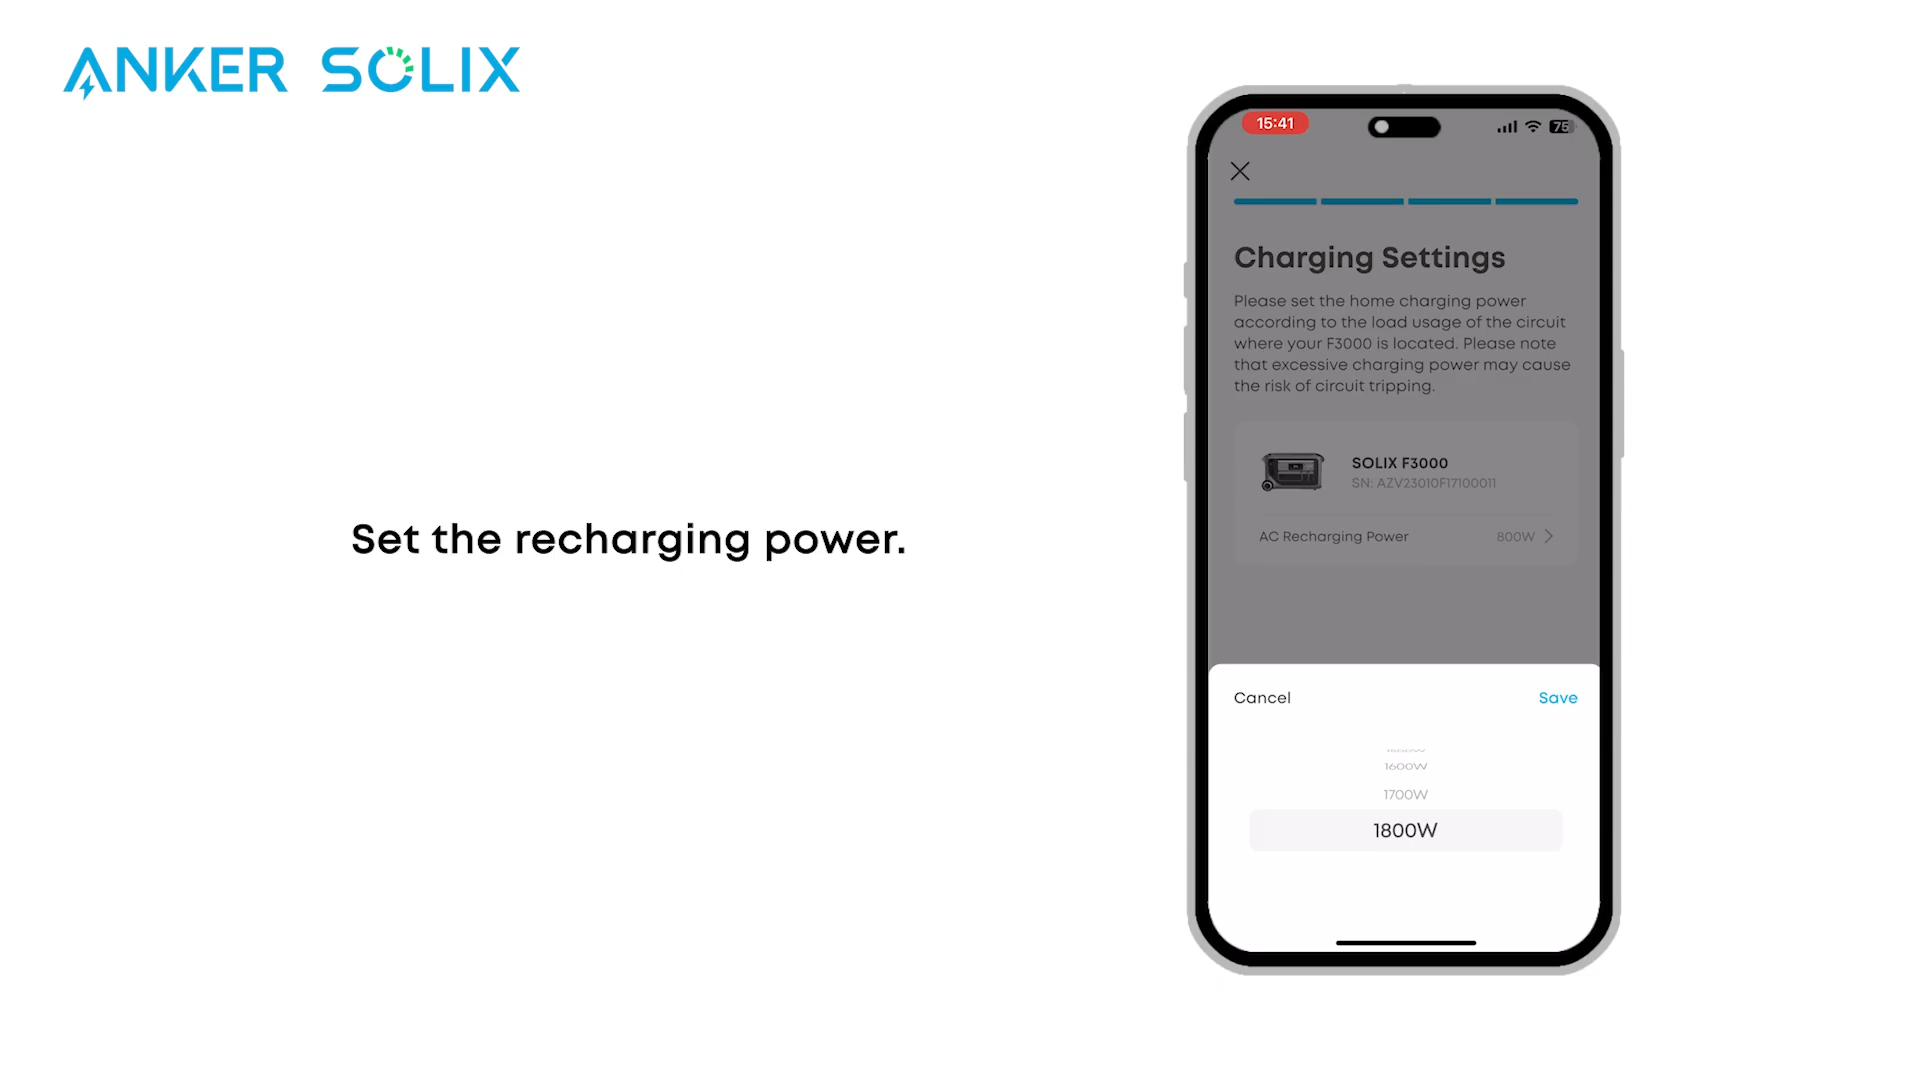 ANKER SOLIX
Set the recharging power.
15:41
75
Charging Settings
Please set the home charging power
according to the load usage of the circuit
where your F3000 is located. Please note
that excessive charging power may cause
the risk of circuit tripping.
SOLIX F3000
SN: AZV23010F17100011
AC Recharging Power 800W
Cancel Save
1600W
1700W
1800W